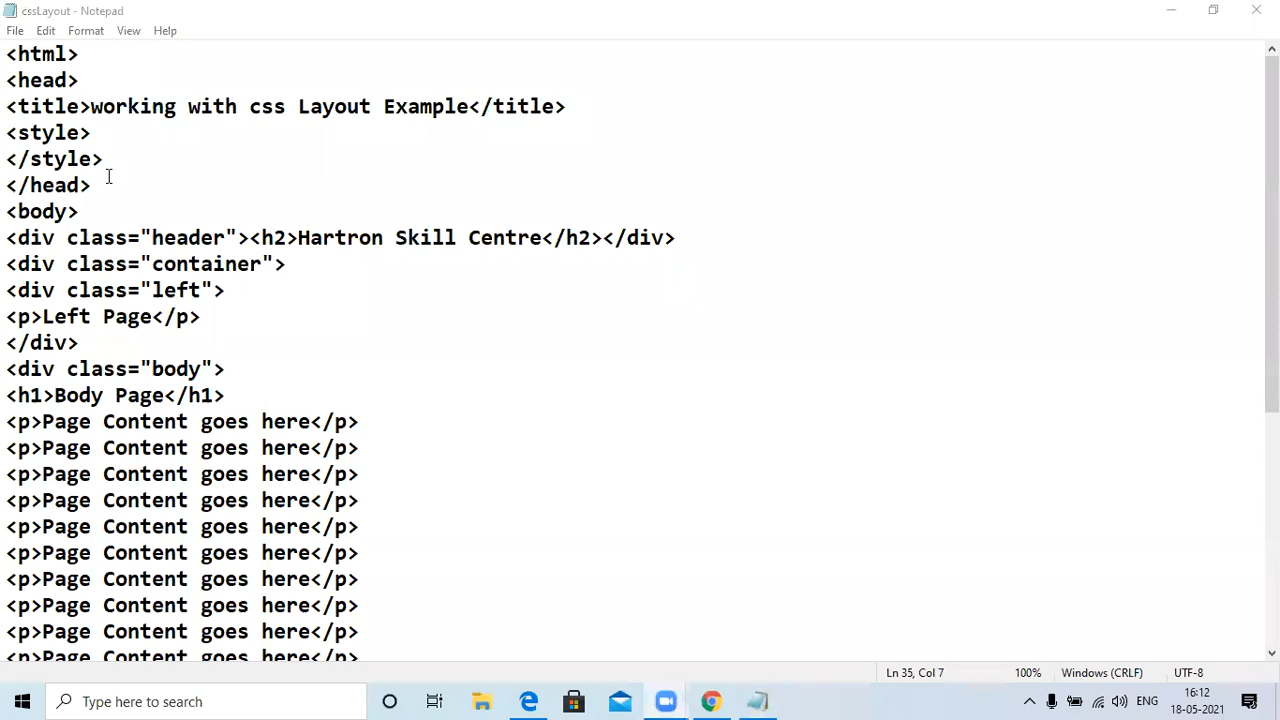 cssLayout - Notepad
File Edit Format View Help
<html>
<head>
<title>working with css Layout Example</title>
<style>
</style>
</head>
<body>
<div class="header"><h2>Hartron Skill Centre</h2></div>
<div class="container">
<div class="left">
<p>Left Page</p>
</div>
<div class="body">
<h1>Body Page</h1>
<p>Page Content goes here</p>
<p>Page Content goes here</p>
<p>Page Content goes here</p>
<p>Page Content goes here</p>
<p>Page Content goes here</p>
<p>Page Content goes here</p>
<p>Page Content goes here</p>
<p>Page Content goes here</p>
<p>Page Content goes here</p>
<p>Page Content goes here</p>
Ln 35, Col 7 100% Windows (CRLF) UTF-8
Type here to search
ENG
16:12
18-05-2021